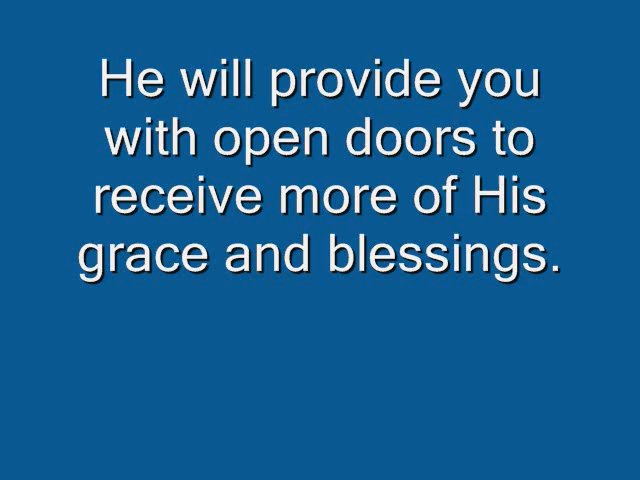 He will provide you
with open doors to
receive more of His
grace and blessings.